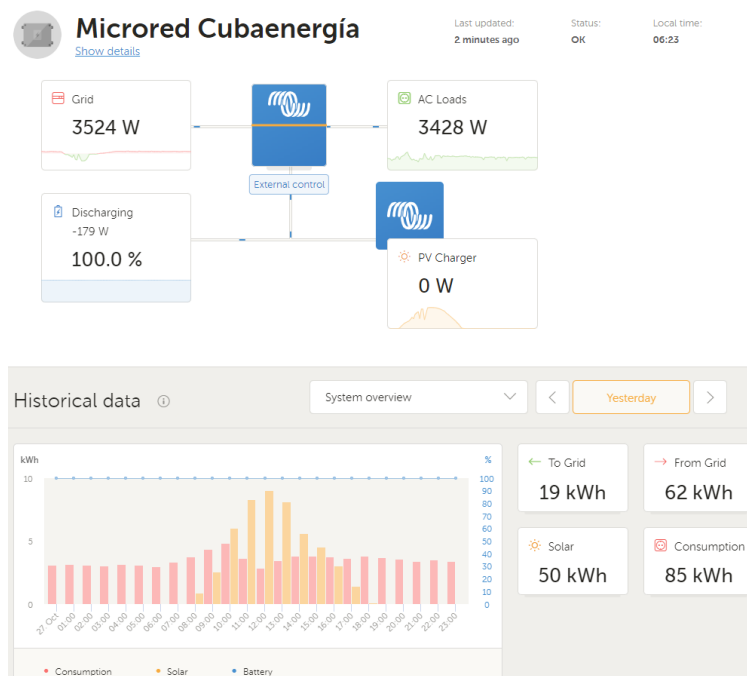 Microred Cubaenergía
Show details
Last updated: Status: Local time:
2 minutes ago OK 06:23
Grid
3524 W
AC Loads
3428 W
External control
Discharging
-179 W
100.0 %
PV Charger
0 W
Historical data
System overview
Yesterday
kWh
10
5
0
%
100
90
80
70
60
50
40
30
20
10
0
27. Oct 01:00 02:00 03:00 04:00 05:00 06:00 07:00 08:00 09:00 10:00 11:00 12:00 13:00 14:00 15:00 16:00 17:00 18:00 19:00 20:00 21:00 22:00 23:00
Consumption Solar Battery
To Grid
19 kWh
From Grid
62 kWh
Solar
50 kWh
Consumption
85 kWh